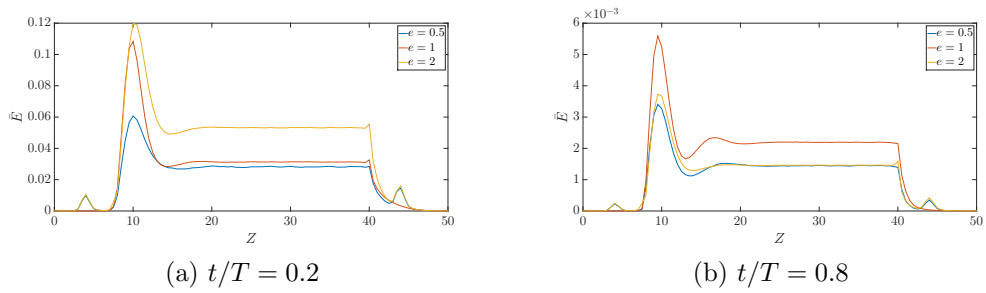 0.12
0.1
0.08
0.06
0.04
0.02
0
Ē
0 10 20 30 40 50
Z
e = 0.5
e = 1
e = 2
(a) t/T = 0.2
×10⁻³
6
5
4
3
2
1
0
Ē
0 10 20 30 40 50
Z
e = 0.5
e = 1
e = 2
(b) t/T = 0.8